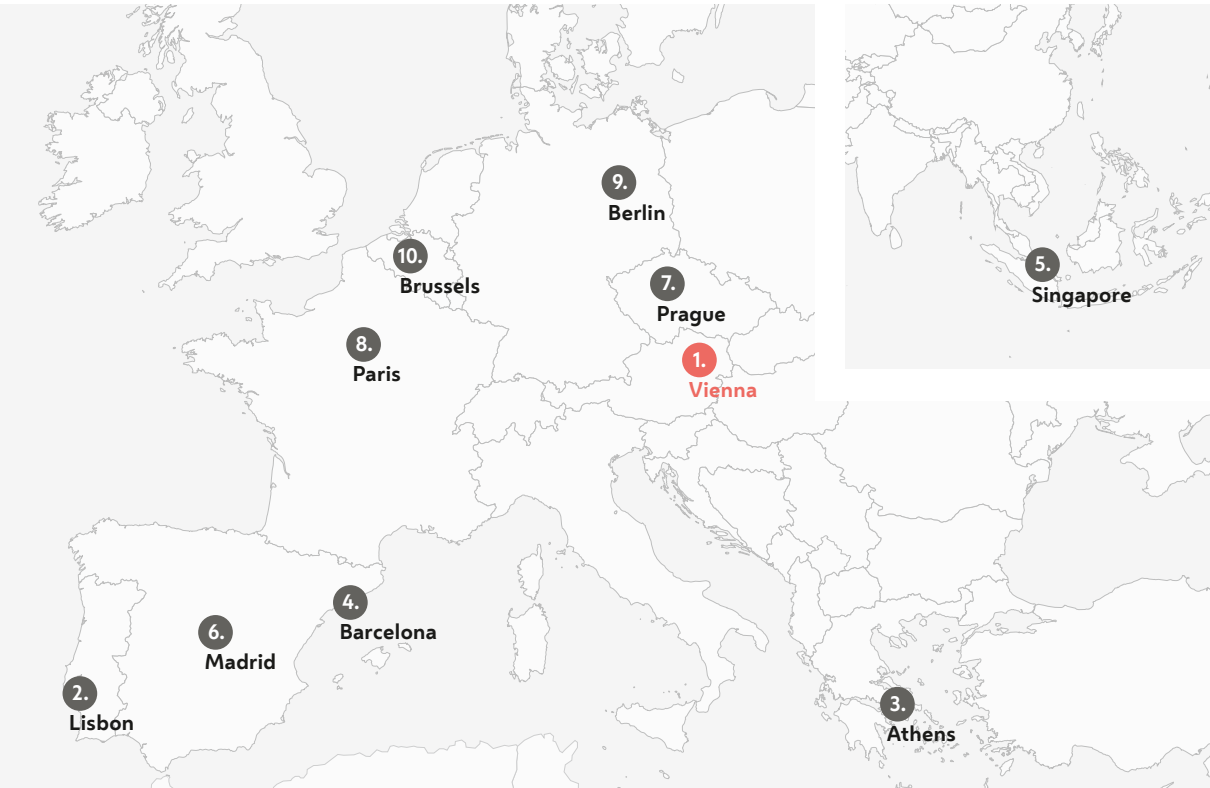 9.
Berlin
10.
Brussels
5.
Singapore
7.
Prague
8.
Paris
1.
Vienna
4.
Barcelona
6.
Madrid
2.
Lisbon
3.
Athens